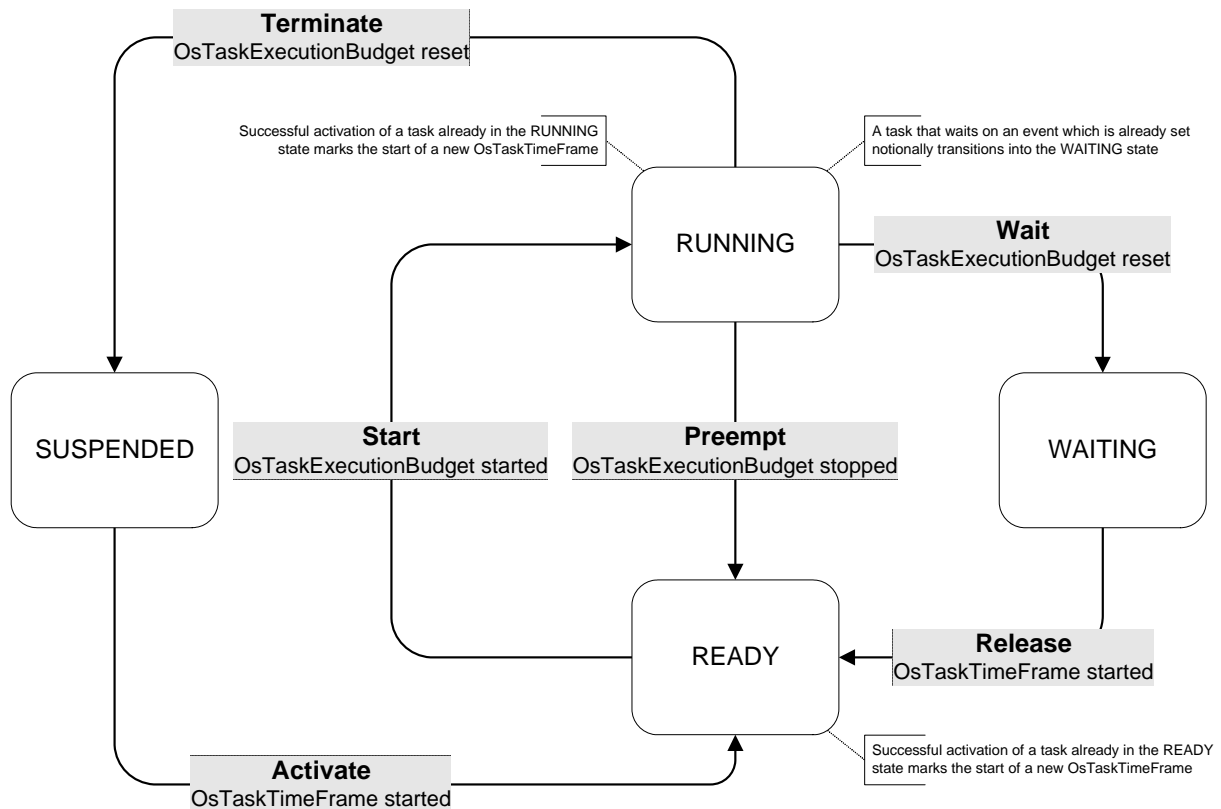 Terminate
OsTaskExecutionBudget reset
Successful activation of a task already in the RUNNING
state marks the start of a new OsTaskTimeFrame
A task that waits on an event which is already set
notionally transitions into the WAITING state
RUNNING
Wait
OsTaskExecutionBudget reset
SUSPENDED
Start
OsTaskExecutionBudget started
Preempt
OsTaskExecutionBudget stopped
WAITING
READY
Release
OsTaskTimeFrame started
Successful activation of a task already in the READY
state marks the start of a new OsTaskTimeFrame
Activate
OsTaskTimeFrame started